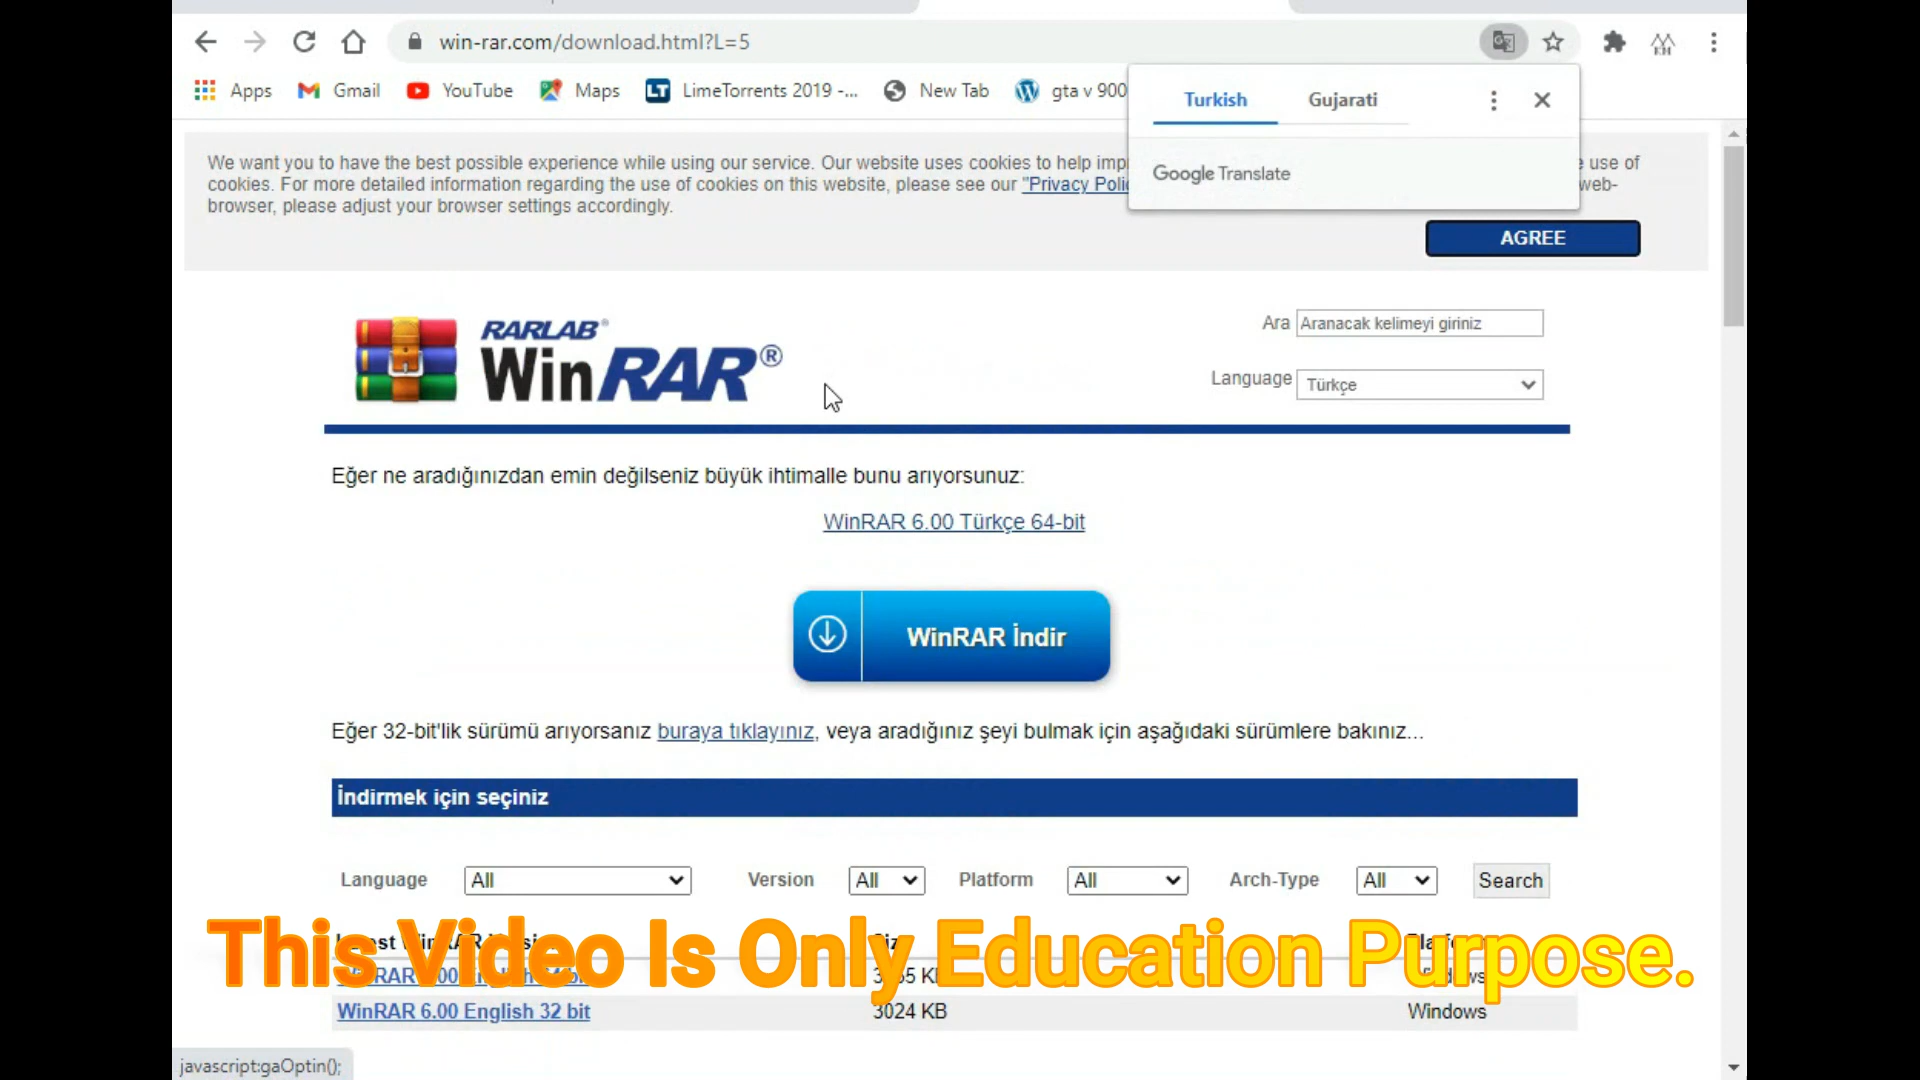 win-rar.com/download.html?L=5
Apps Gmail YouTube Maps LT LimeTorrents 2019 -... New Tab gta v 900
Turkish Gujarati
Google Translate
We want you to have the best possible experience while using our service. Our website uses cookies to help imp
use of
cookies. For more detailed information regarding the use of cookies on this website, please see our "Privacy Polic
web-
browser, please adjust your browser settings accordingly.
AGREE
RARLAB®
WinRAR®
Ara Aranacak kelimeyi giriniz
Language Türkçe
Eğer ne aradığınızdan emin değilseniz büyük ihtimalle bunu arıyorsunuz:
WinRAR 6.00 Türkçe 64-bit
WinRAR İndir
Eğer 32-bit'lik sürümü arıyorsanız buraya tıklayınız, veya aradığınız şeyi bulmak için aşağıdaki sürümlere bakınız...
İndirmek için seçiniz
Language All Version All Platform All Arch-Type All Search
This Video Is Only Education Purpose.
WinRAR 6.00 English 32 bit 3024 KB Windows
javascript:gaOptin();